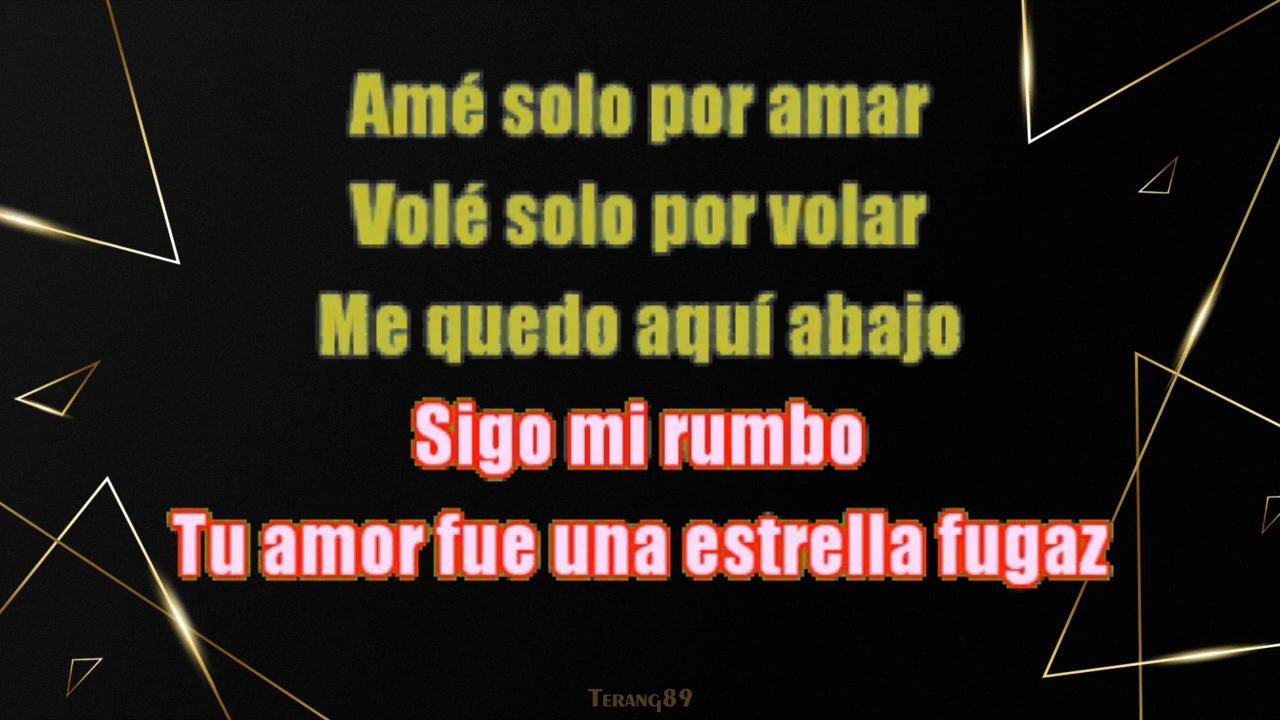 Amé solo por amar
Volé solo por volar
Me quedo aquí abajo
Sigo mi rumbo
Tu amor fue una estrella fugaz
Terang89